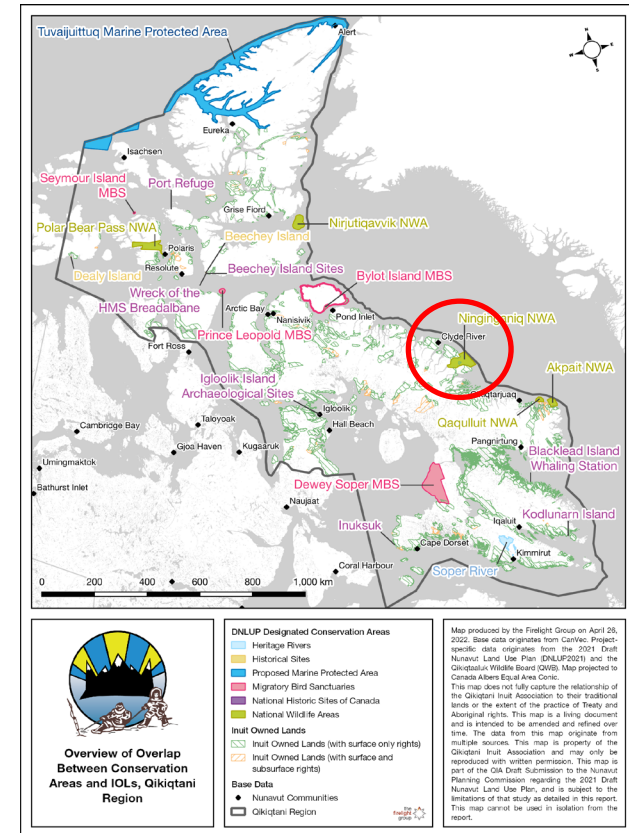 Tuvaijuittuq Marine Protected Area
Alert
N
E
S
W
Eureka
Isachsen
Seymour Island
MBS
Port Refuge
Grise Fiord
Nirjutiqavvik NWA
Polar Bear Pass NWA
Beechey Island
Polaris
Resolute
Dealy Island
Beechey Island Sites
Bylot Island MBS
Wreck of the
HMS Breadalbane
Arctic Bay
Nanisivik
Pond Inlet
Prince Leopold MBS
Ninginganiq NWA
Clyde River
Fort Ross
Akpait NWA
Igloolik Island
Archaeological Sites
Igloolik
Qaqulluit NWA
Taloyoak
Cambridge Bay
Hall Beach
Pangnirtung
Gjoa Haven
Kugaaruk
Blacklead Island
Whaling Station
Umingmaktok
Dewey Soper MBS
Bathurst Inlet
Kodlunarn Island
Naujaat
Iqaluit
Inuksuk
Cape Dorset
Kimmirut
Soper River
Coral Harbour
0 200 400 600 800 1,000 km
Overview of Overlap
Between Conservation
Areas and IOLs, Qikiqtani
Region
DNLUP Designated Conservation Areas
Heritage Rivers
Historical Sites
Proposed Marine Protected Area
Migratory Bird Sanctuaries
National Historic Sites of Canada
National Wildlife Areas
Inuit Owned Lands
Inuit Owned Lands (with surface only rights)
Inuit Owned Lands (with surface and
subsurface rights)
Base Data
Nunavut Communities
Qikiqtani Region
the
firelight
group
Map produced by the Firelight Group on April 26,
2022. Base data originates from CanVec. Project-
specific data originates from the 2021 Draft
Nunavut Land Use Plan (DNLUP2021) and the
Qikiqtaaluk Wildlife Board (QWB). Map projected to
Canada Albers Equal Area Conic.
This map does not fully capture the relationship of
the Qikiqtani Inuit Association to their traditional
lands or the extent of the practice of Treaty and
Aboriginal rights. This map is a living document
and is intended to be amended and refined over
time. The data from this map originate from
multiple sources. This map is property of the
Qikiqtani Inuit Association and may only be
reproduced with written permission. This map is
part of the QIA Draft Submission to the Nunavut
Planning Commission regarding the 2021 Draft
Nunavut Land Use Plan, and is subject to the
limitations of that study as detailed in this report.
This map cannot be used in isolation from the
report.